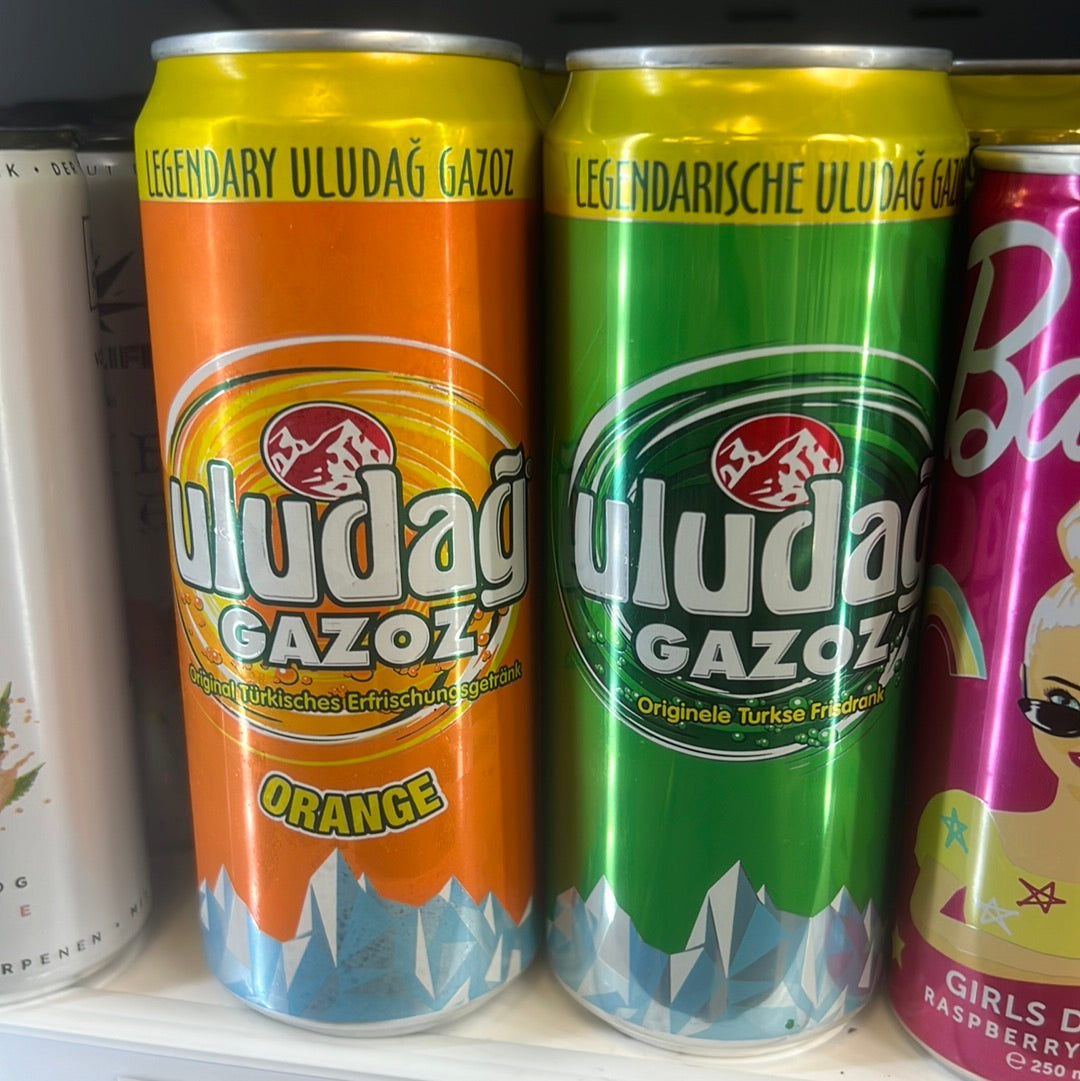 LEGENDARY ULUDAĞ GAZOZ
uludağ
GAZOZ
Original Türkisches Erfrischungsgetränk
ORANGE
LEGENDARISCHE ULUDAĞ
uludağ
GAZOZ
Originele Turkse Frisdrank
GIRLS
RASPBERRY
℮ 250